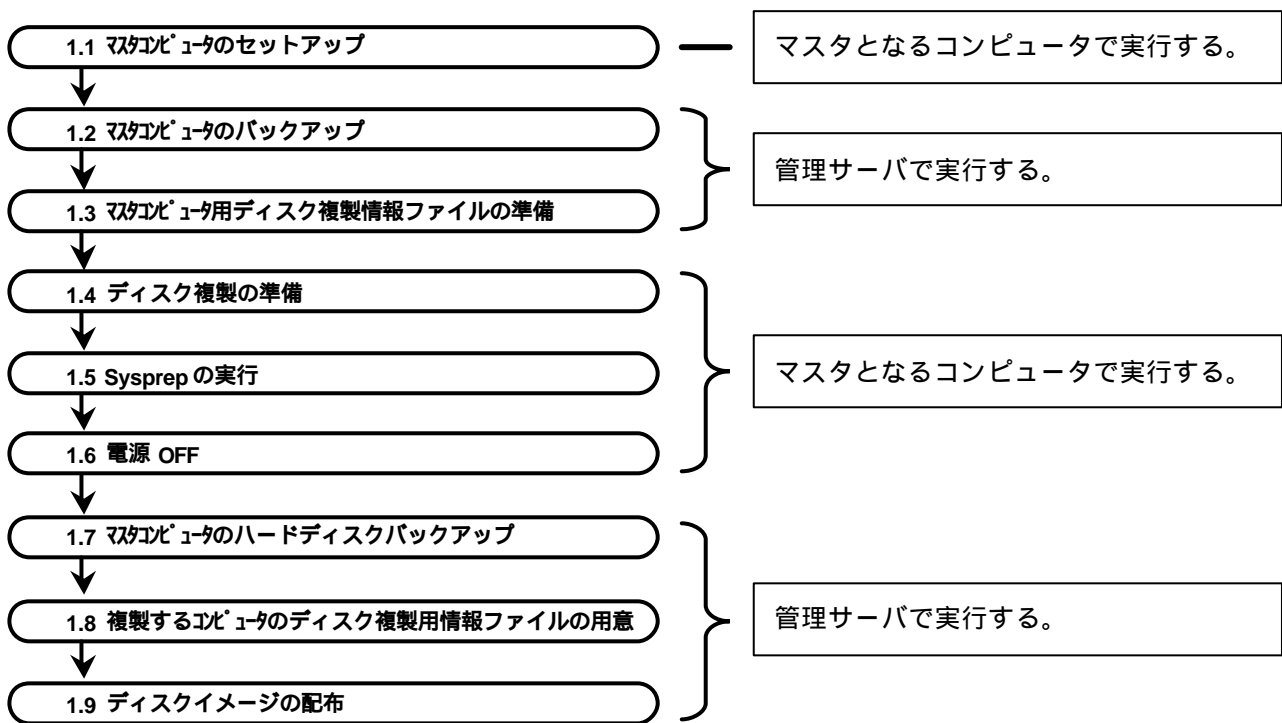 1.1 ﾏｽﾀｺﾝﾋﾟｭｰﾀのセットアップ
マスタとなるコンピュータで実行する。
1.2 ﾏｽﾀｺﾝﾋﾟｭｰﾀのバックアップ
管理サーバで実行する。
1.3 ﾏｽﾀｺﾝﾋﾟｭｰﾀ用ディスク複製情報ファイルの準備
1.4 ディスク複製の準備
1.5 Sysprep の実行
マスタとなるコンピュータで実行する。
1.6 電源 OFF
1.7 ﾏｽﾀｺﾝﾋﾟｭｰﾀのハードディスクバックアップ
1.8 複製するｺﾝﾋﾟｭｰﾀのディスク複製用情報ファイルの用意
管理サーバで実行する。
1.9 ディスクイメージの配布